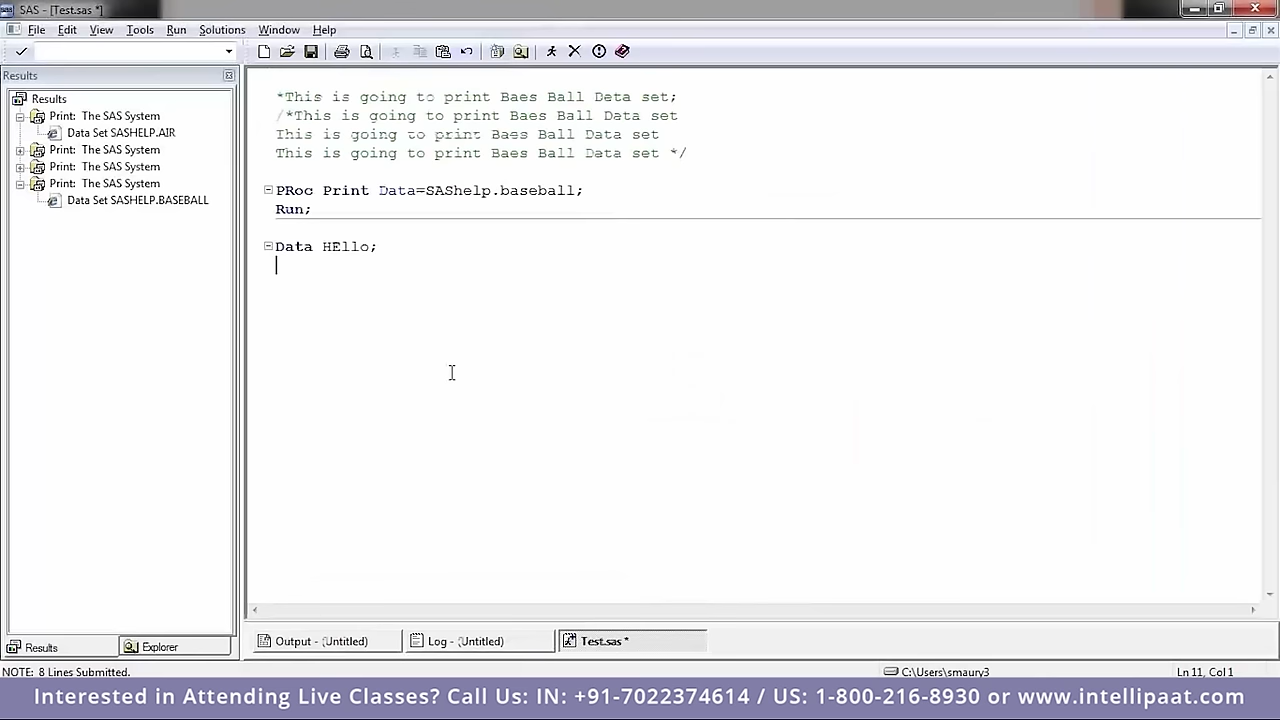 SAS - [Test.sas *]
File Edit View Tools Run Solutions Window Help
Results
Results
Print: The SAS System
Data Set SASHELP.AIR
Print: The SAS System
Print: The SAS System
Print: The SAS System
Data Set SASHELP.BASEBALL
*This is going to print Baes Ball Data set;
/*This is going to print Baes Ball Data set
This is going to print Baes Ball Data set
This is going to print Baes Ball Data set */
PRoc Print Data=SAShelp.baseball;
Run;
Data HEllo;
Results Explorer
Output - (Untitled) Log - (Untitled) Test.sas *
NOTE: 8 Lines Submitted. C:\Users\smaury3 Ln 11, Col 1
Interested in Attending Live Classes? Call Us: IN: +91-7022374614 / US: 1-800-216-8930 or www.intellipaat.com